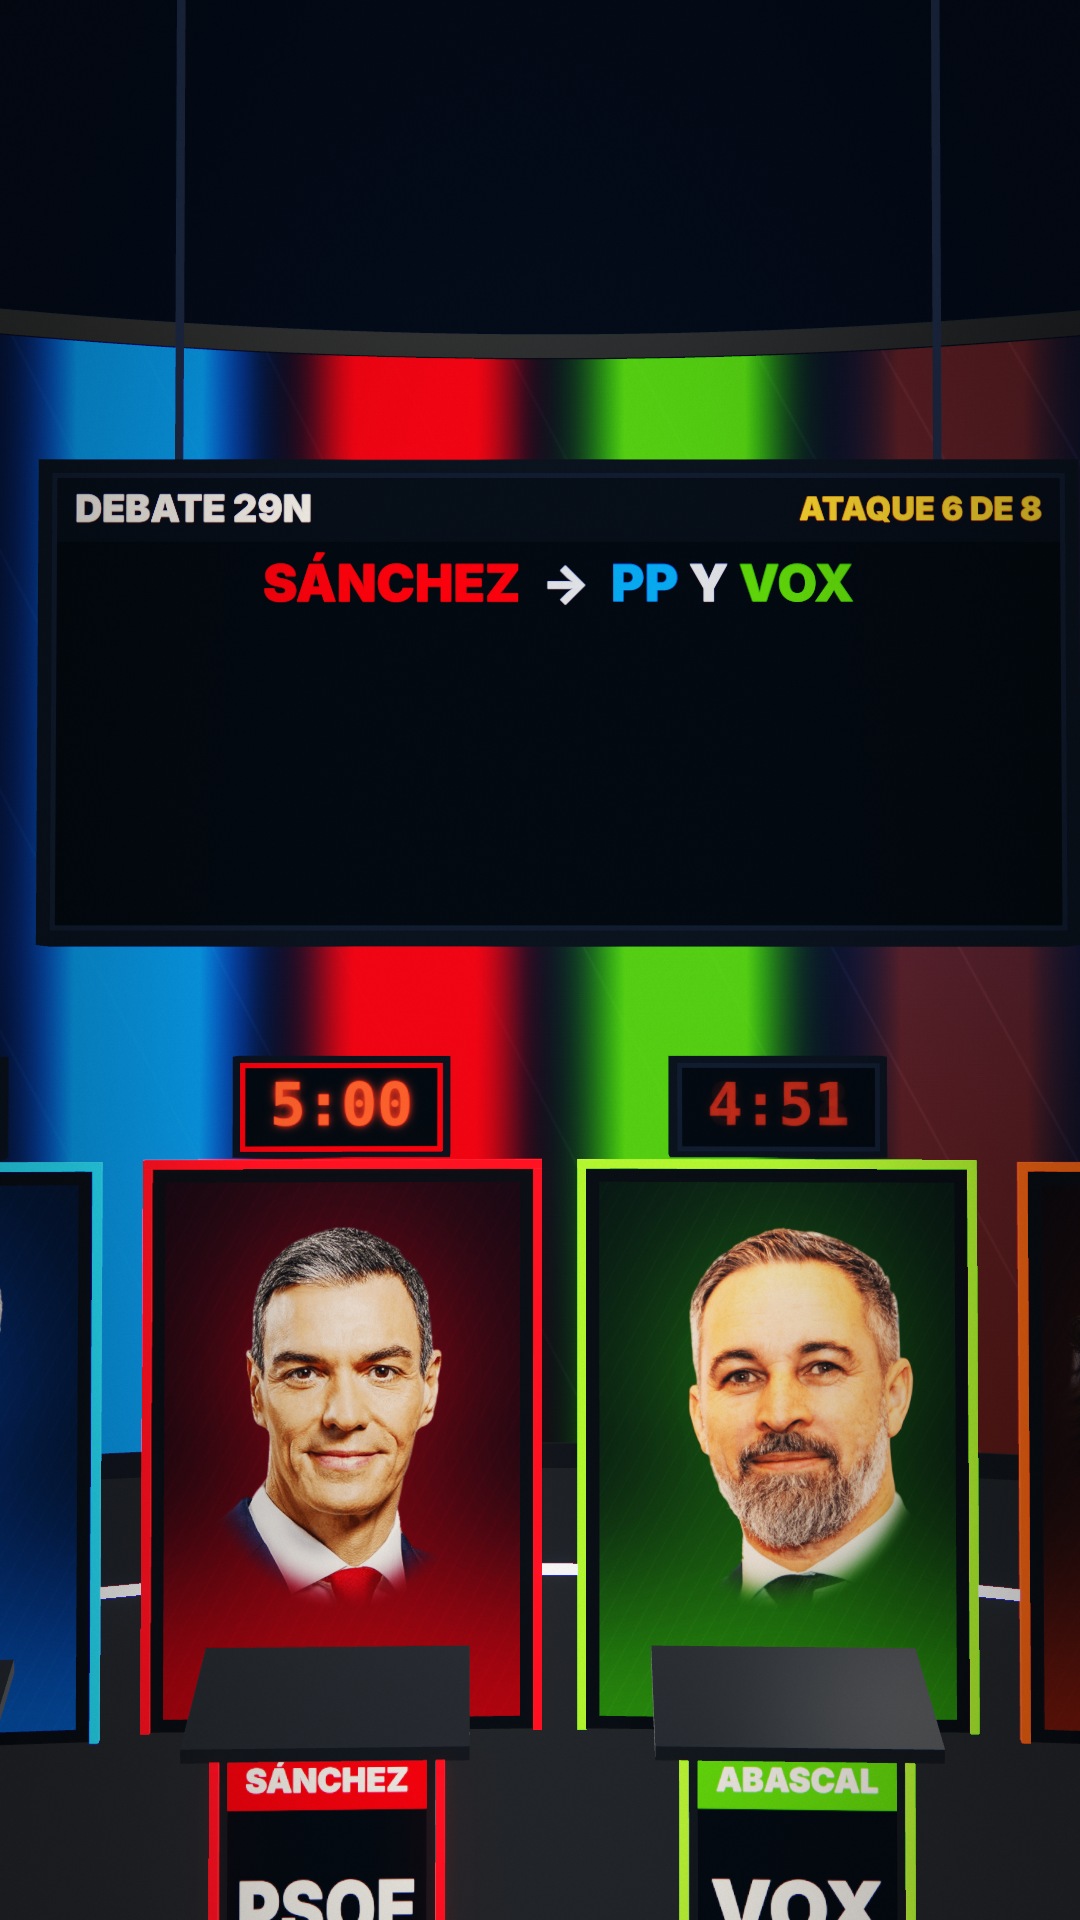 DEBATE 29N
ATAQUE 6 DE 8
SÁNCHEZ → PP Y VOX
5:00
4:51
SÁNCHEZ
ABASCAL
PSOE
VOX